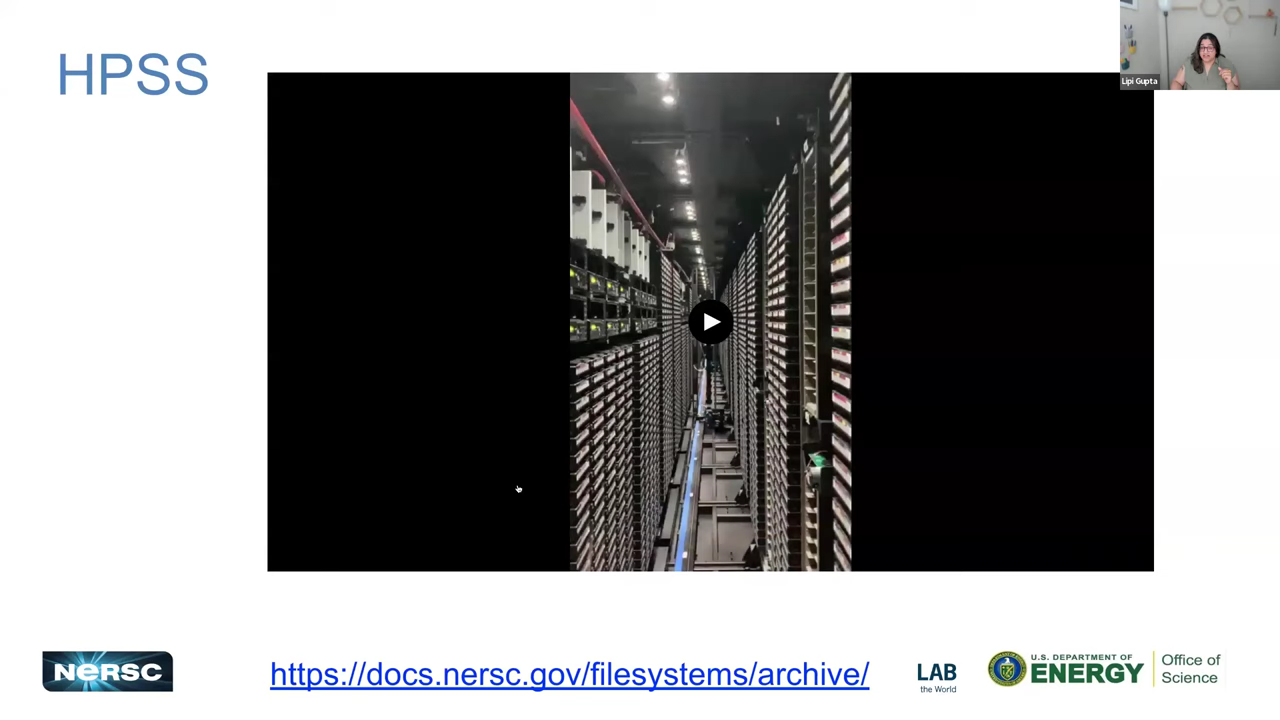 HPSS
Lipi Gupta
NERSC
https://docs.nersc.gov/filesystems/archive/
LAB
the World
U.S. DEPARTMENT OF
ENERGY
Office of
Science